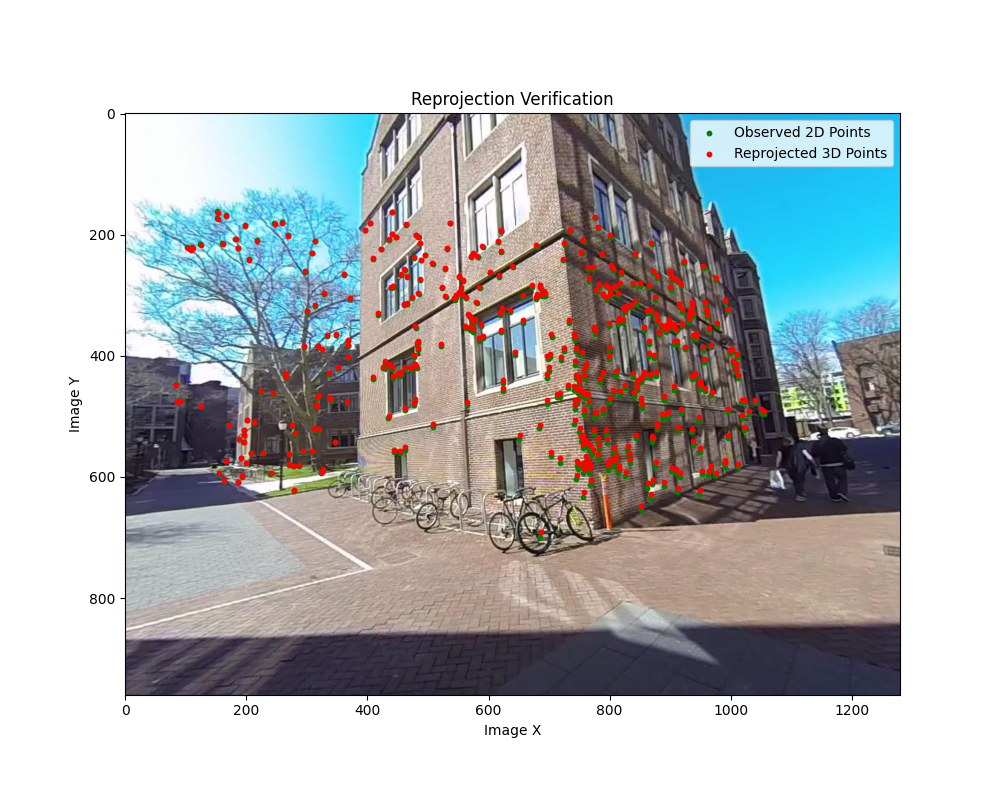 Reprojection Verification
Observed 2D Points
Reprojected 3D Points
Image Y
0
200
400
600
800
0
200
400
600
800
1000
1200
Image X